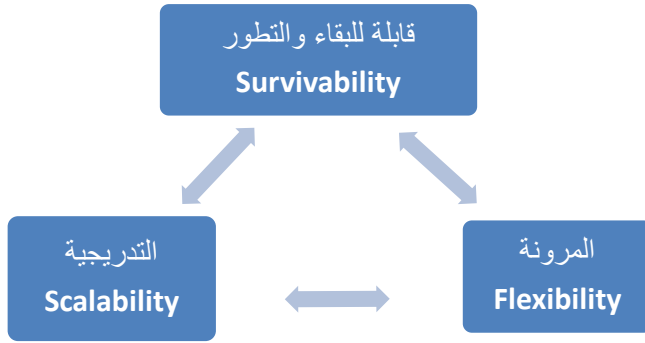 قابلة للبقاء والتطور
Survivability
التدريجية
Scalability
المرونة
Flexibility